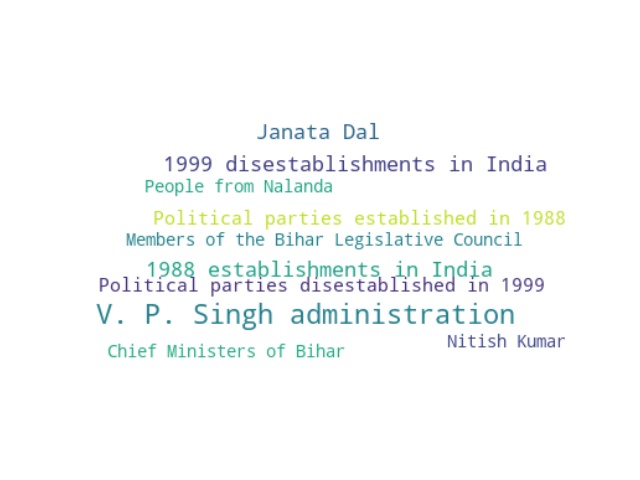 Janata Dal
1999 disestablishments in India
People from Nalanda
Political parties established in 1988
Members of the Bihar Legislative Council
1988 establishments in India
Political parties disestablished in 1999
V. P. Singh administration
Nitish Kumar
Chief Ministers of Bihar